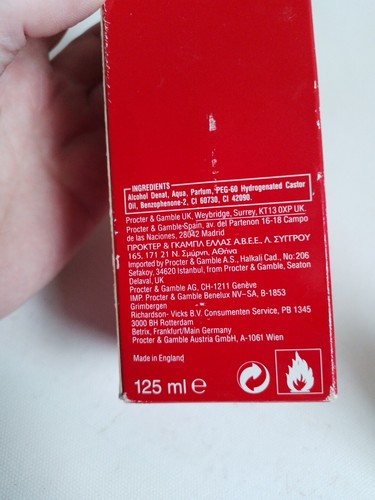 INGREDIENTS
Alcohol Denat, Aqua, Parfum, PEG-60 Hydrogenated Castor
Oil, Benzophenone-2, CI 60730, CI 42090.
Procter & Gamble UK, Weybridge, Surrey, KT13 0XP UK.
Procter & Gamble Spain, av. del Partenon 16-18 Campo
de las Naciones, 28042 Madrid
ΠΡΟΚΤΕΡ & ΓΚΑΜΠΛ ΕΛΛΑΣ Α.Β.Ε.Ε., Λ. ΣΥΓΓΡΟΥ
165, 171 21 Ν. Σμύρνη, Αθήνα
Imported by Procter & Gamble A.S., Halkali Cad., No: 206
Sefakoy, 34620 Istanbul, from Procter & Gamble, Seaton
Delaval, UK
Procter & Gamble AG, CH-1211 Genève
IMP. Procter & Gamble Benelux NV–SA, B-1853
Grimbergen
Richardson- Vicks B.V. Consumenten Service, PB 1345
3000 BH Rotterdam
Betrix, Frankfurt/Main Germany
Procter & Gamble Austria GmbH, A-1061 Wien
Made in England
125 ml ℮